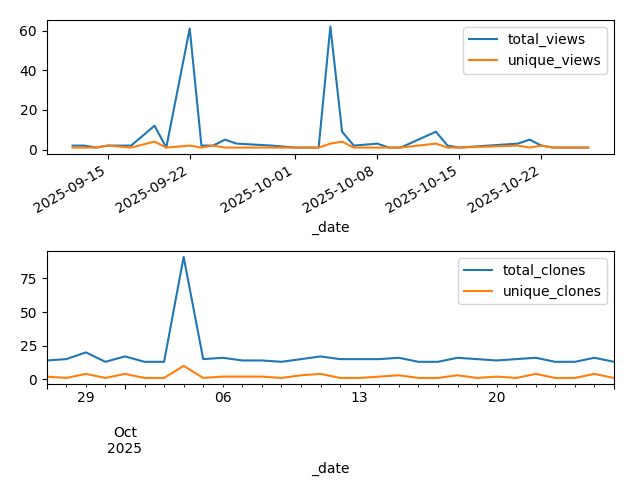 60
40
20
0
total_views
unique_views
2025-09-15
2025-09-22
2025-10-01
2025-10-08
2025-10-15
2025-10-22
_date
75
50
25
0
total_clones
unique_clones
29
06
13
20
Oct
2025
_date